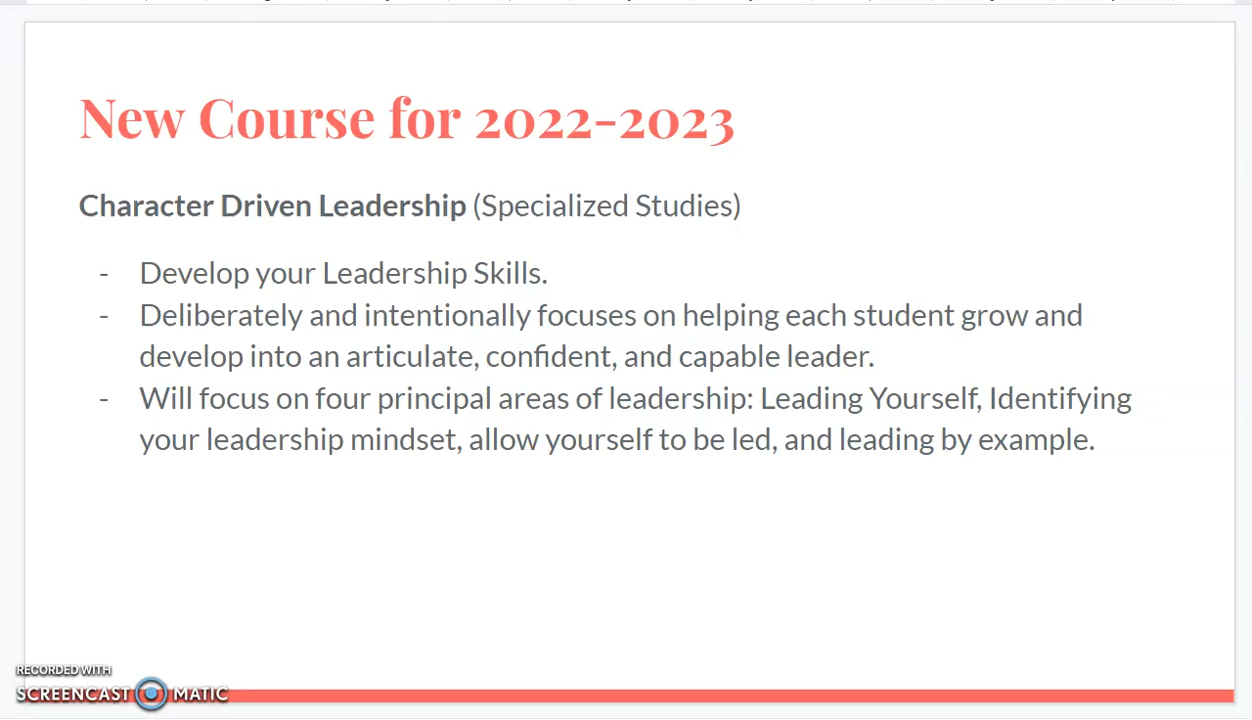 New Course for 2022-2023
Character Driven Leadership (Specialized Studies)
- Develop your Leadership Skills.
- Deliberately and intentionally focuses on helping each student grow and
develop into an articulate, confident, and capable leader.
- Will focus on four principal areas of leadership: Leading Yourself, Identifying
your leadership mindset, allow yourself to be led, and leading by example.
RECORDED WITH
SCREENCAST MATIC